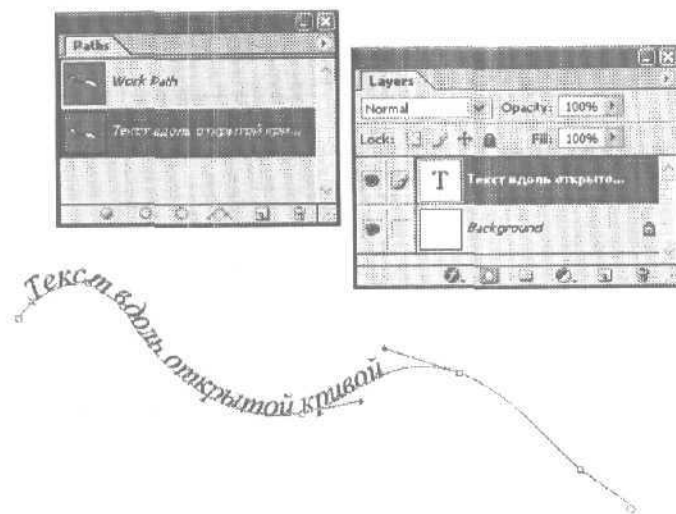 Paths
Work Path
Текст вдоль открытой кри...
Layers
Normal
Opacity: 100%
Lock:
Fill: 100%
T
Текст вдоль открыто...
Background
Текст вдоль открытой кривой